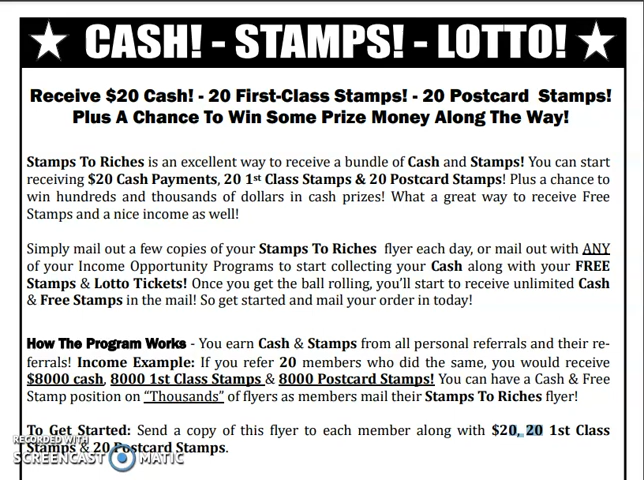 CASH! - STAMPS! - LOTTO!
Receive $20 Cash! - 20 First-Class Stamps! - 20 Postcard Stamps!
Plus A Chance To Win Some Prize Money Along The Way!
Stamps To Riches is an excellent way to receive a bundle of Cash and Stamps! You can start
receiving $20 Cash Payments, 20 1st Class Stamps & 20 Postcard Stamps! Plus a chance to
win hundreds and thousands of dollars in cash prizes! What a great way to receive Free
Stamps and a nice income as well!
Simply mail out a few copies of your Stamps To Riches flyer each day, or mail out with ANY
of your Income Opportunity Programs to start collecting your Cash along with your FREE
Stamps & Lotto Tickets! Once you get the ball rolling, you'll start to receive unlimited Cash
& Free Stamps in the mail! So get started and mail your order in today!
How The Program Works - You earn Cash & Stamps from all personal referrals and their re-
ferrals! Income Example: If you refer 20 members who did the same, you would receive
$8000 cash, 8000 1st Class Stamps & 8000 Postcard Stamps! You can have a Cash & Free
Stamp position on "Thousands" of flyers as members mail their Stamps To Riches flyer!
To Get Started: Send a copy of this flyer to each member along with $20, 20 1st Class
Stamps & 20 Postcard Stamps.
RECORDED WITH
SCREENCAST MATIC